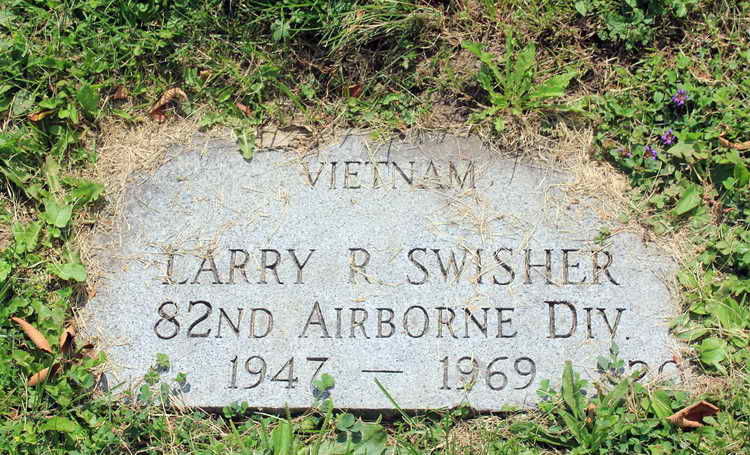 VIETNAM
LARRY R SWISHER
82ND AIRBORNE DIV.
1947 — 1969